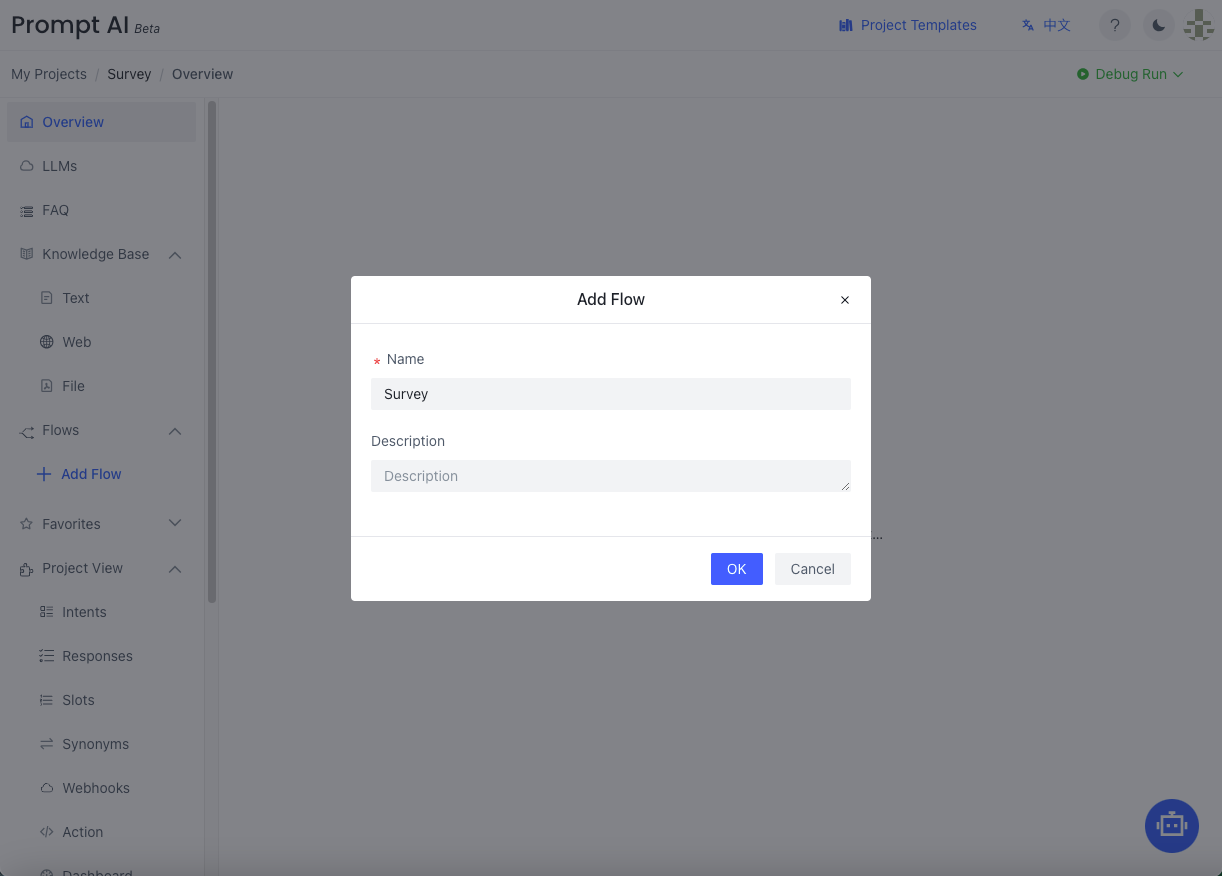 Prompt AI Beta
Project Templates
中文
?
My Projects / Survey / Overview
Debug Run
Overview
LLMs
FAQ
Knowledge Base
Text
Web
File
Flows
Add Flow
Favorites
Project View
Intents
Responses
Slots
Synonyms
Webhooks
Action
Dashboard
Add Flow
* Name
Survey
Description
Description
...
OK
Cancel